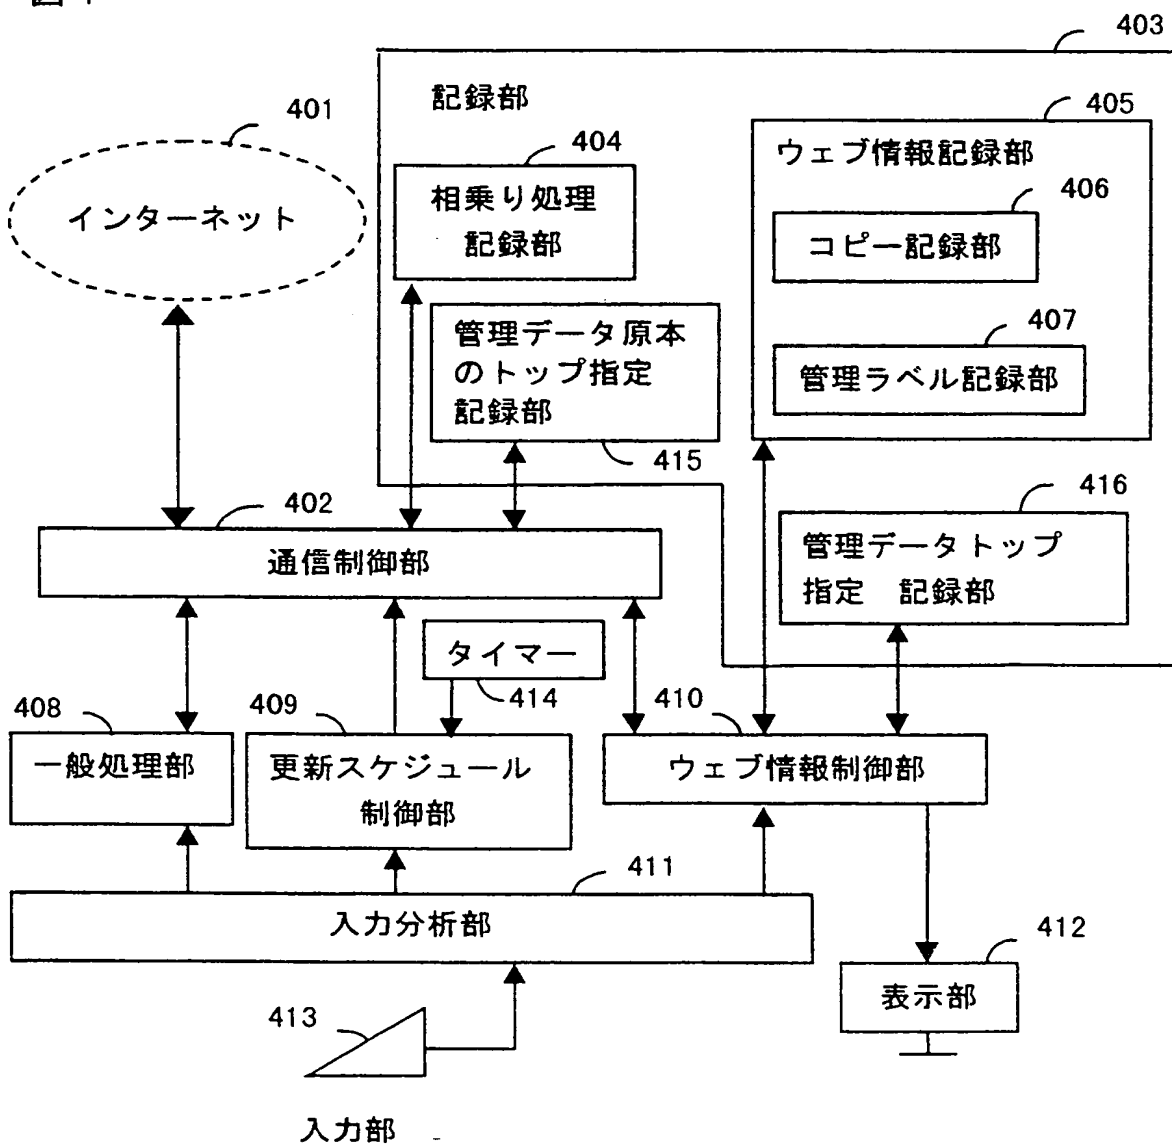 403
記録部
401
404
405
ウェブ情報記録部
インターネット
相乗り処理
記録部
406
コピー記録部
管理データ原本
のトップ指定
記録部
407
管理ラベル記録部
415
402
416
通信制御部
管理データトップ
指定 記録部
タイマー
414
408
409
410
一般処理部
更新スケジュール
制御部
ウェブ情報制御部
411
入力分析部
412
表示部
413
入力部